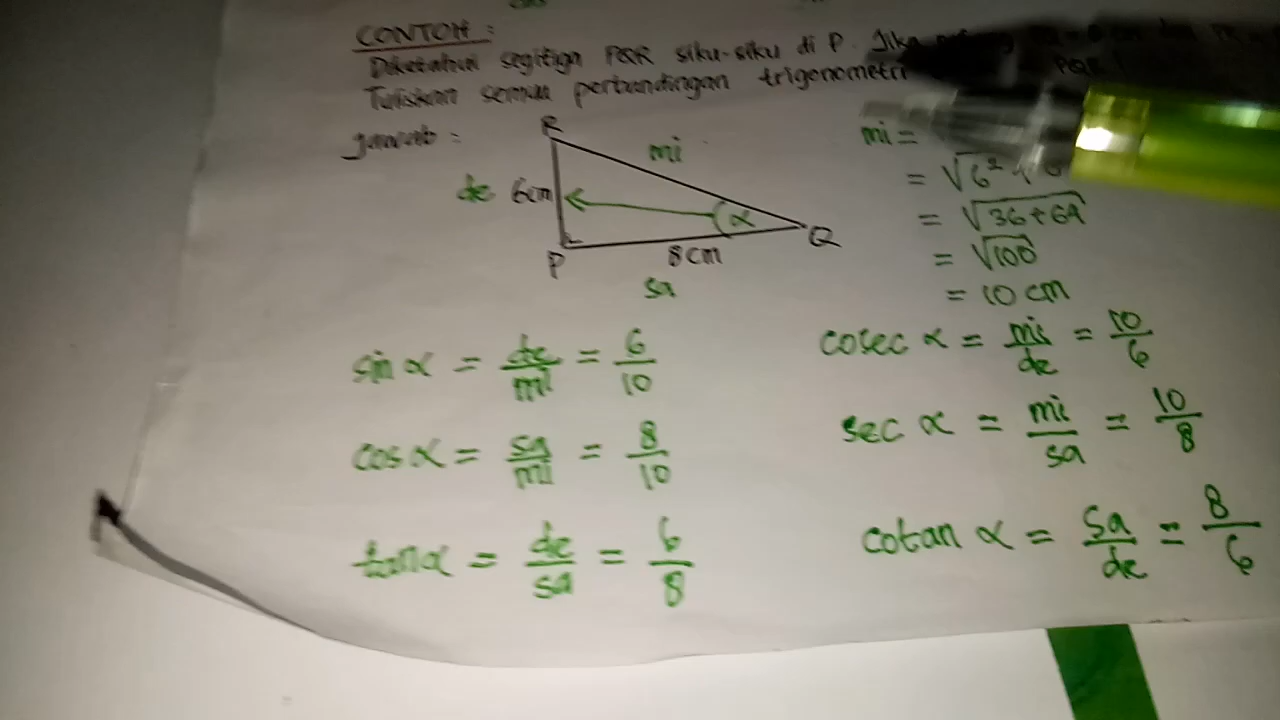 CONTOH :
Diketahui segitiga PQR siku-siku di P. Jika
Tuliskan semua perbandingan trigonometri PQR!
Jawab :
R
mi
de 6cm
α
P
8cm
Q
sa
mi =
= √6²
= √36+64
= √100
= 10 cm
sin α = de/mi = 6/10
cosec α = mi/de = 10/6
cos α = sa/mi = 8/10
sec α = mi/sa = 10/8
tan α = de/sa = 6/8
cotan α = sa/de = 8/6